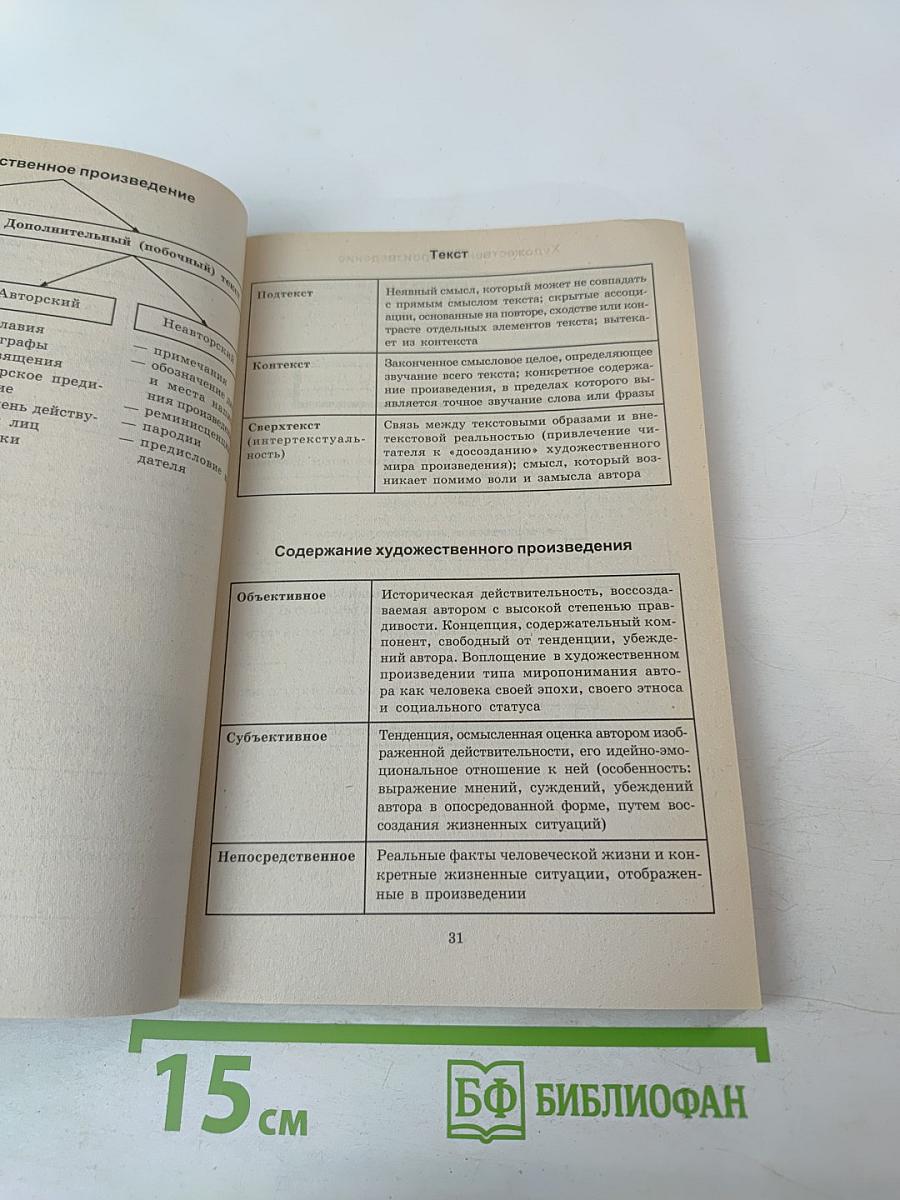 ственное произведение
Дополнительный (побочный) текст
Авторский
Неавторский
лавия
графы
вящения
рское преди-
ие
ень действу-
лиц
ки
— примечания
— обозначение
и места
ния произведе
— реминисценции
— пародии
— предисловие
дателя
Текст
Подтекст
Неявный смысл, который может не совпадать
с прямым смыслом текста; скрытые ассоци-
ации, основанные на повторе, сходстве или кон-
трасте отдельных элементов текста; вытека-
ет из контекста
Контекст
Законченное смысловое целое, определяющее
звучание всего текста; конкретное содержа-
ние произведения, в пределах которого вы-
является точное звучание слова или фразы
Сверхтекст
(интертекстуаль-
ность)
Связь между текстовыми образами и вне-
текстовой реальностью (привлечение чи-
тателя к «досозданию» художественного
мира произведения); смысл, который воз-
никает помимо воли и замысла автора
Содержание художественного произведения
Объективное
Историческая действительность, воссозда-
ваемая автором с высокой степенью прав-
дивости. Концепция, содержательный ком-
понент, свободный от тенденции, убежде-
ний автора. Воплощение в художественном
произведении типа миропонимания авто-
ра как человека своей эпохи, своего этноса
и социального статуса
Субъективное
Тенденция, осмысленная оценка автором изоб-
раженной действительности, его идейно-эмо-
циональное отношение к ней (особенность:
выражение мнений, суждений, убеждений
автора в опосредованной форме, путем вос-
создания жизненных ситуаций)
Непосредственное
Реальные факты человеческой жизни и кон-
кретные жизненные ситуации, отображен-
ные в произведении
31
15 см
БФ БИБЛИОФАН